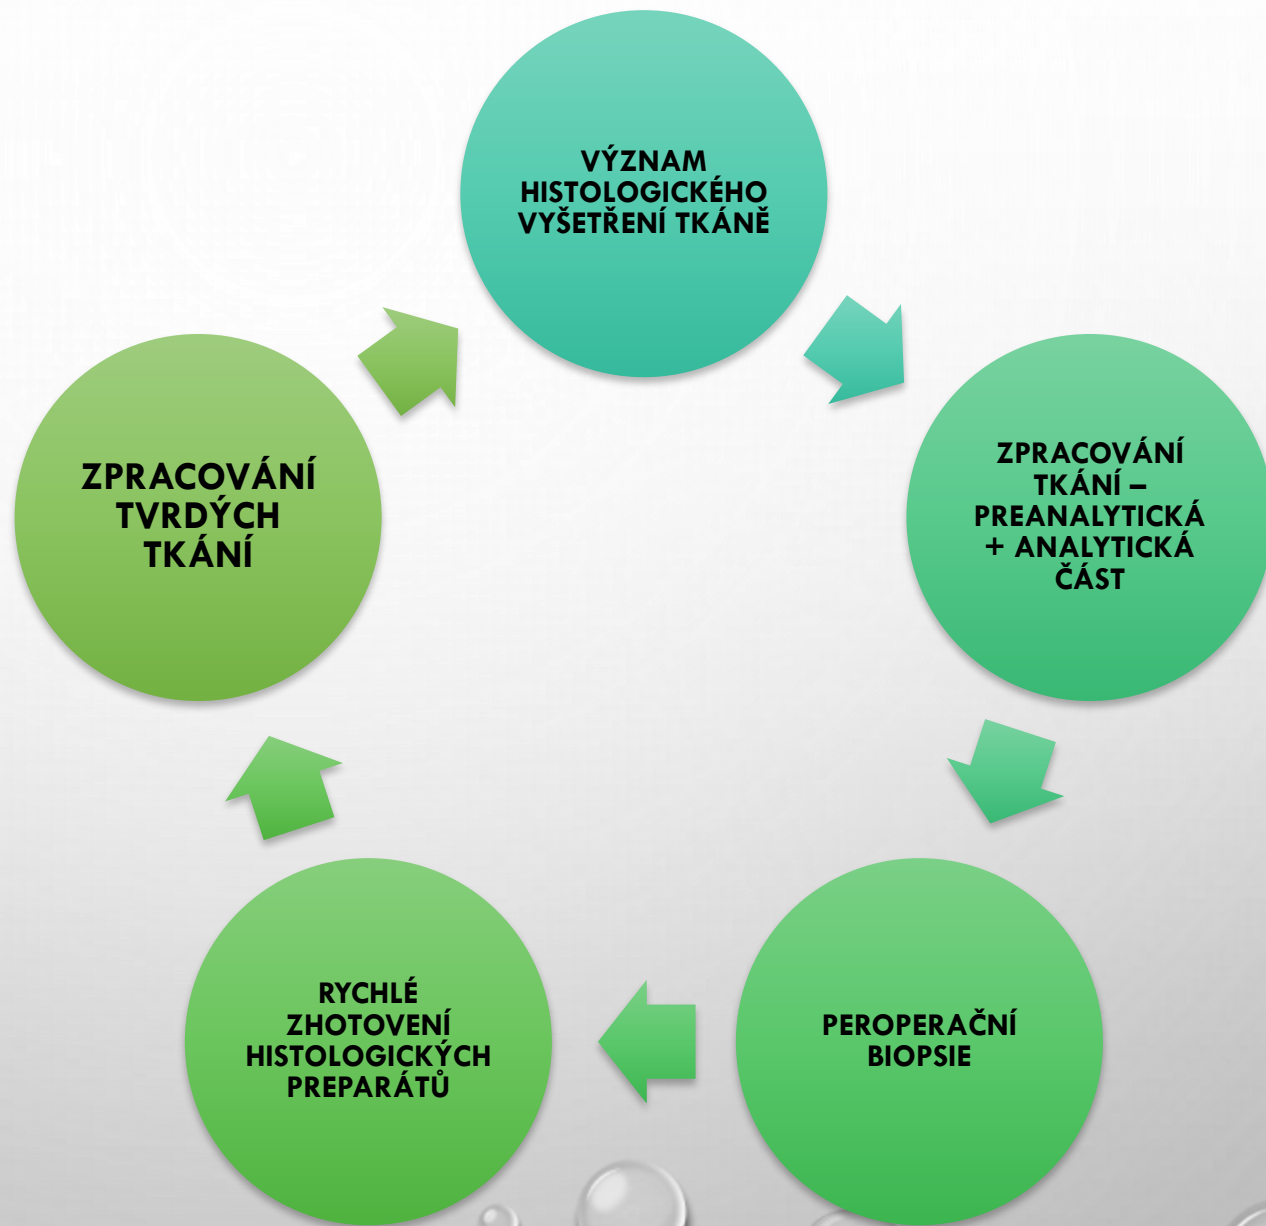 VÝZNAM
HISTOLOGICKÉHO
VYŠETŘENÍ TKÁNĚ
ZPRACOVÁNÍ
TKÁNÍ –
PREANALYTICKÁ
+ ANALYTICKÁ
ČÁST
PEROPERAČNÍ
BIOPSIE
RYCHLÉ
ZHOTOVENÍ
HISTOLOGICKÝCH
PREPARÁTŮ
ZPRACOVÁNÍ
TVRDÝCH
TKÁNÍ